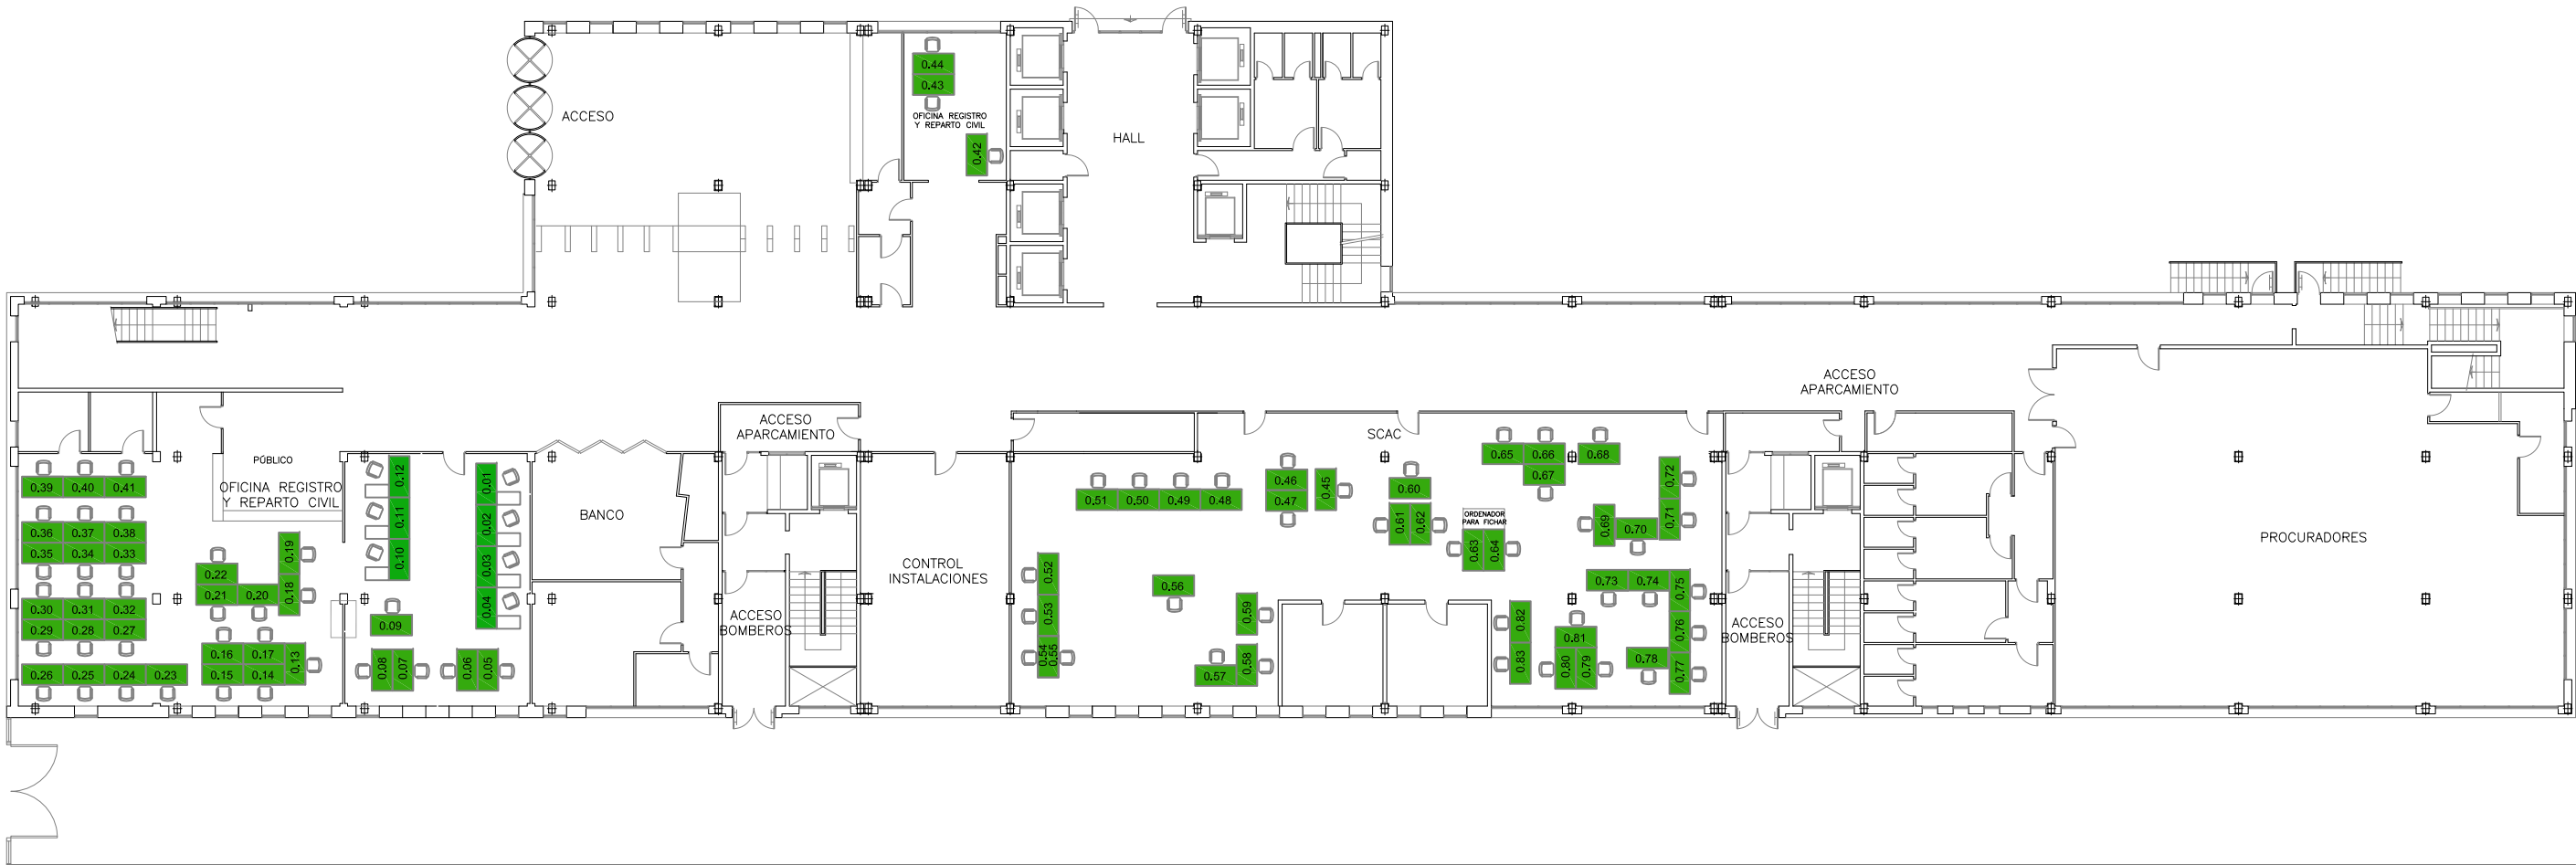 0.44
0.43
ACCESO
OFICINA REGISTRO
Y REPARTO CIVIL
HALL
0.42
ACCESO
APARCAMIENTO
ACCESO
APARCAMIENTO
SCAC
PÚBLICO
OFICINA REGISTRO
Y REPARTO CIVIL
0.39 0.40 0.41
0.36 0.37 0.38
0.35 0.34 0.33
0.30 0.31 0.32
0.29 0.28 0.27
0.26 0.25 0.24 0.23
0.22
0.21 0.20
0.19
0.18
0.16 0.17
0.15 0.14
0.13
0.12
0.11
0.10
0.01
0.02
0.03
0.04
0.09
0.08 0.07
0.06 0.05
BANCO
ACCESO
BOMBEROS
CONTROL
INSTALACIONES
0.51 0.50 0.49 0.48
0.46
0.47
0.45
0.52
0.53
0.54
0.55
0.56
0.59
0.58
0.57
0.60
0.61 0.62
ORDENADOR
PARA FICHAR
0.63 0.64
0.65 0.66
0.67
0.68
0.72
0.71
0.69
0.70
0.73 0.74
0.75
0.76
0.77
0.78
0.82
0.83
0.81
0.80 0.79
ACCESO
BOMBEROS
PROCURADORES